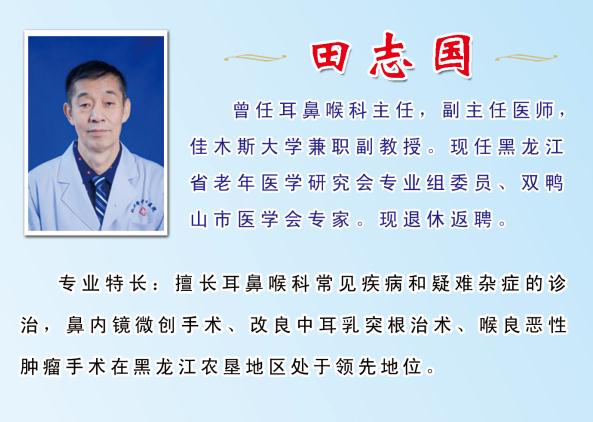 田志国
曾任耳鼻喉科主任，副主任医师，
佳木斯大学兼职副教授。现任黑龙江
省老年医学研究会专业组委员、双鸭
山市医学会专家。现退休返聘。
专业特长：擅长耳鼻喉科常见疾病和疑难杂症的诊
治，鼻内镜微创手术、改良中耳乳突根治术、喉良恶性
肿瘤手术在黑龙江农垦地区处于领先地位。